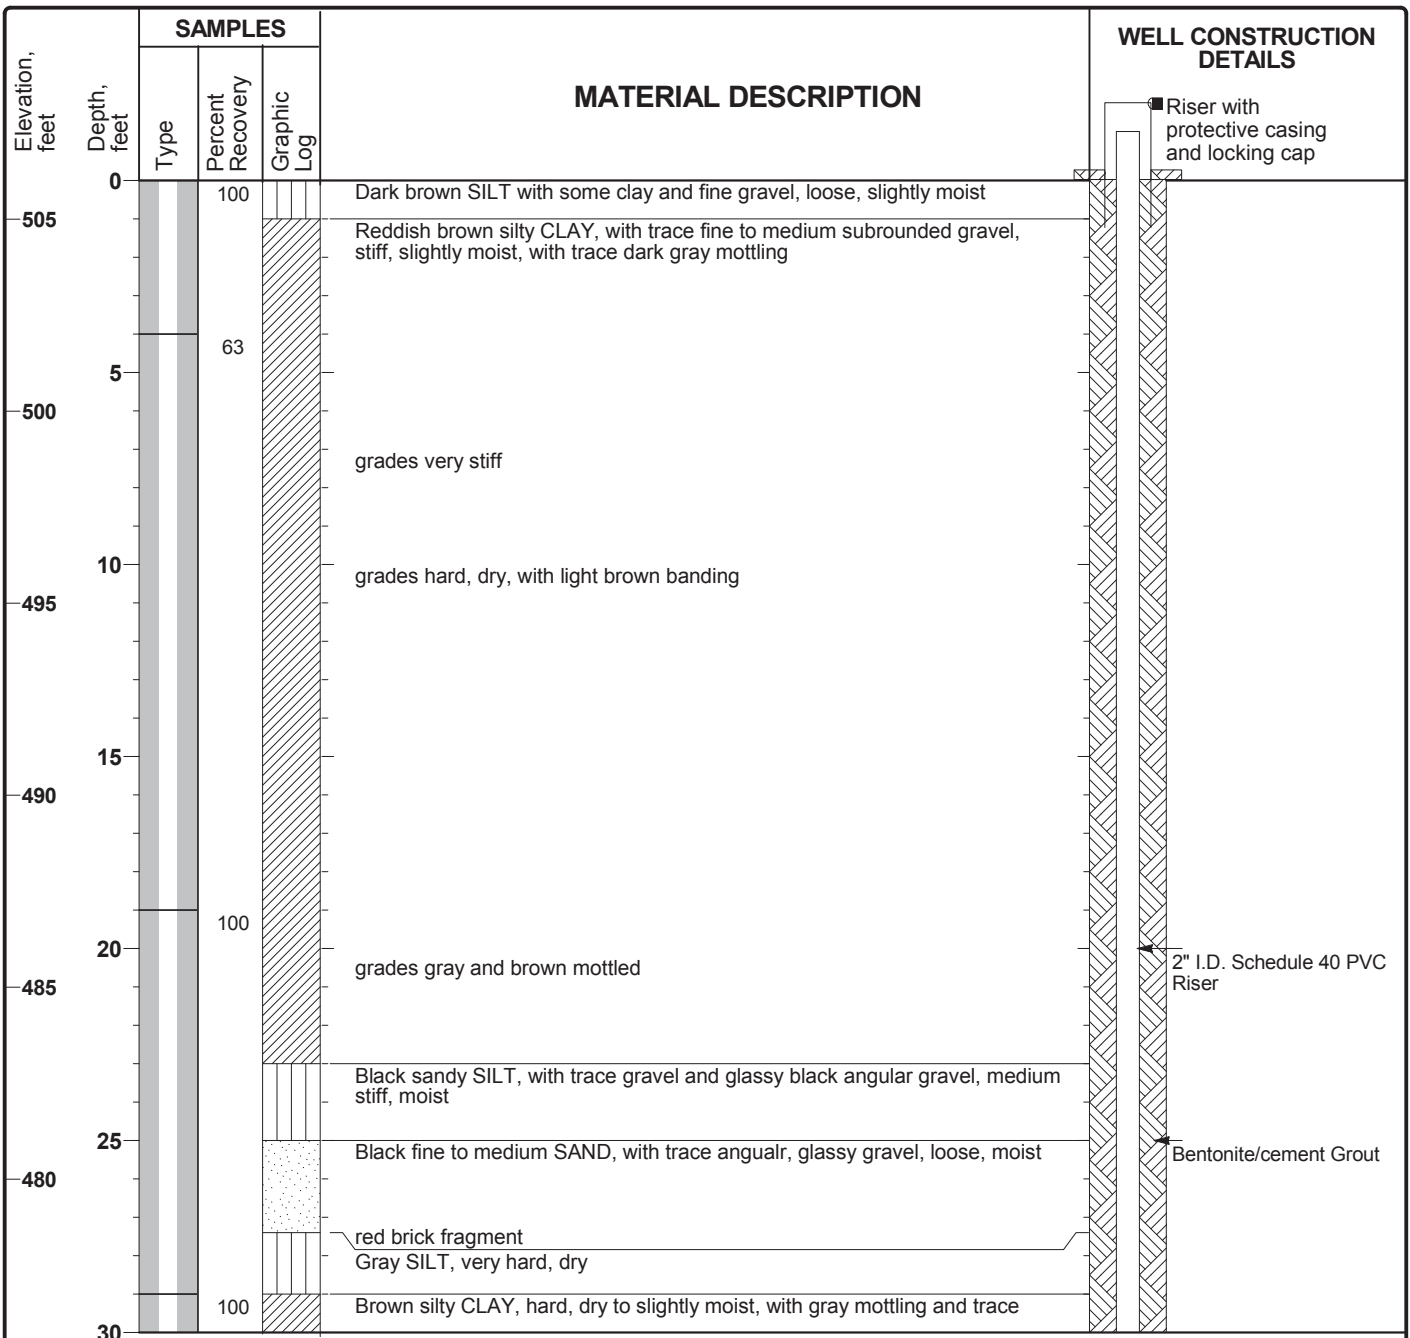 SAMPLES
Elevation,
feet
Depth,
feet
Type
Percent
Recovery
Graphic
Log
MATERIAL DESCRIPTION
WELL CONSTRUCTION
DETAILS
Riser with
protective casing
and locking cap
0
100
Dark brown SILT with some clay and fine gravel, loose, slightly moist
505
Reddish brown silty CLAY, with trace fine to medium subrounded gravel,
stiff, slightly moist, with trace dark gray mottling
63
5
500
grades very stiff
10
grades hard, dry, with light brown banding
495
15
490
100
20
grades gray and brown mottled
2" I.D. Schedule 40 PVC
Riser
485
Black sandy SILT, with trace gravel and glassy black angular gravel, medium
stiff, moist
25
Black fine to medium SAND, with trace angualr, glassy gravel, loose, moist
Bentonite/cement Grout
480
red brick fragment
Gray SILT, very hard, dry
100
Brown silty CLAY, hard, dry to slightly moist, with gray mottling and trace
30